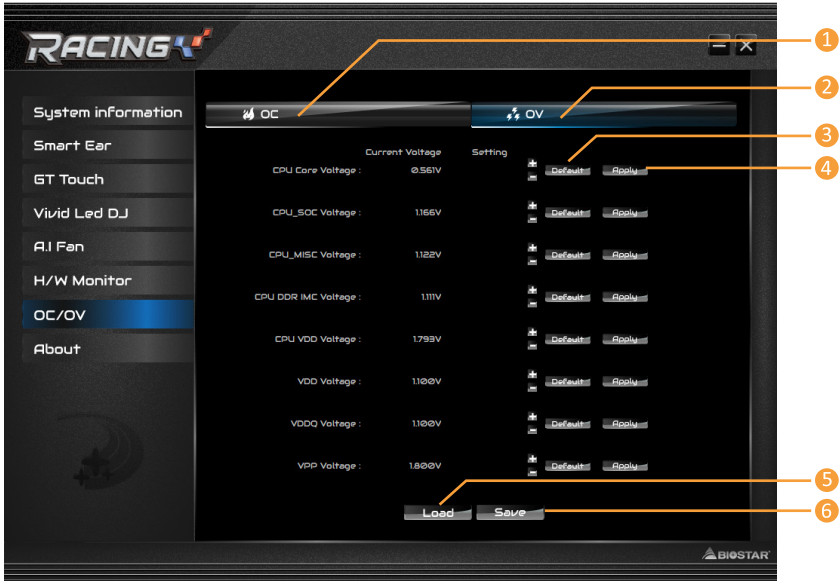 RACING
1
2
3
4
5
6
System information
Smart Ear
GT Touch
Vivid Led DJ
A.I Fan
H/W Monitor
OC/OV
About
OC OV
Current Voltage Setting
CPU Core Voltage : 0.561V + - Default Apply
CPU_SOC Voltage : 1.166V + - Default Apply
CPU_MISC Voltage : 1.122V + - Default Apply
CPU DDR IMC Voltage : 1.111V + - Default Apply
CPU VDD Voltage : 1.793V + - Default Apply
VDD Voltage : 1.100V + - Default Apply
VDDQ Voltage : 1.100V + - Default Apply
VPP Voltage : 1.800V + - Default Apply
Load Save
BIOSTAR